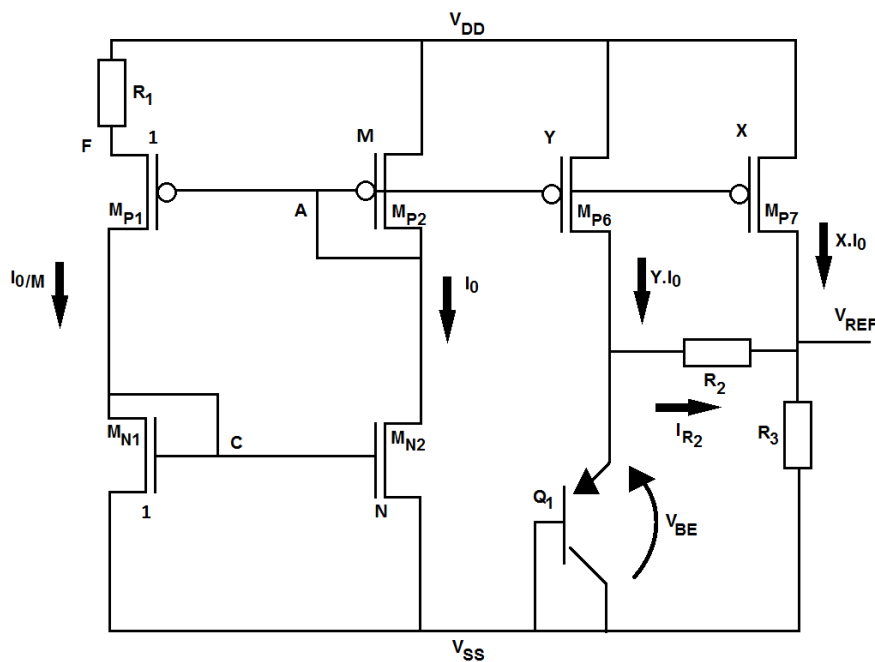 VDD
R1
F
1
M
Y
X
A
MP1
MP2
MP6
MP7
I0/M
I0
Y.I0
X.I0
VREF
R2
IR2
R3
MN1
C
MN2
1
N
Q1
VBE
VSS